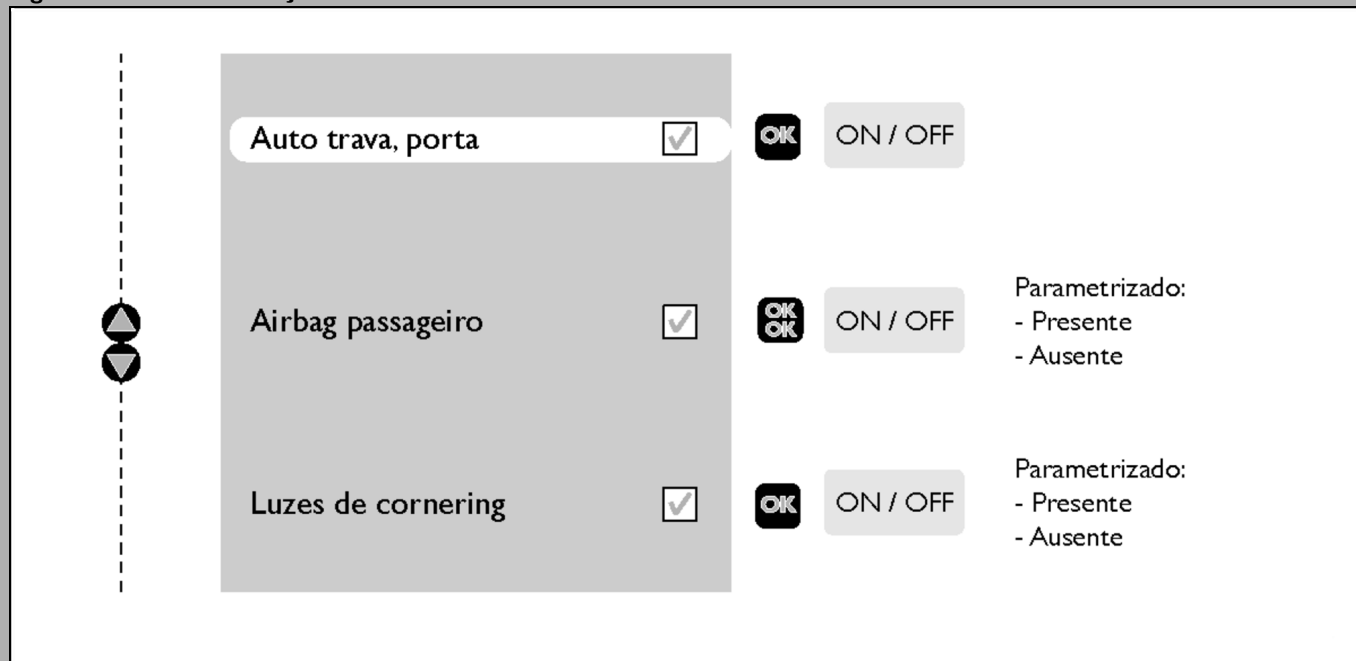 Auto trava, porta OK ON / OFF
Airbag passageiro OK OK ON / OFF
Parametrizado:
- Presente
- Ausente
Luzes de cornering OK ON / OFF
Parametrizado:
- Presente
- Ausente